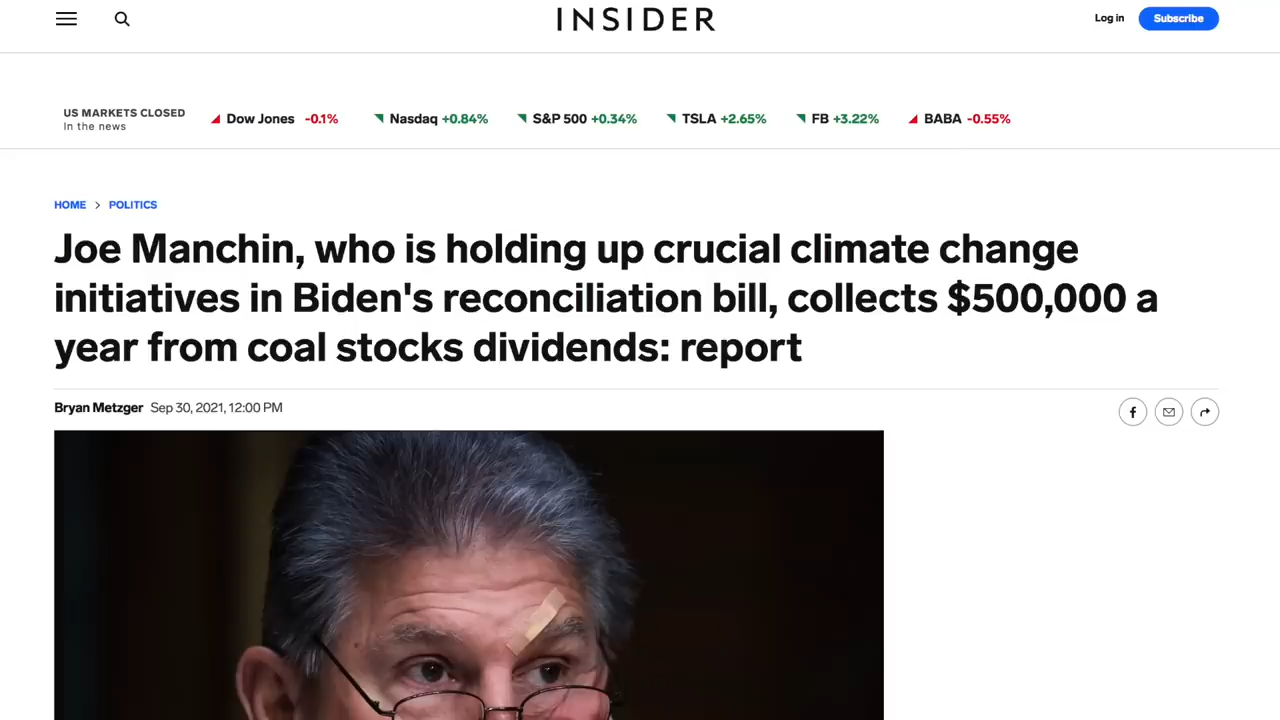 INSIDER
Log in
Subscribe
US MARKETS CLOSED
In the news
Dow Jones -0.1%
Nasdaq +0.84%
S&P 500 +0.34%
TSLA +2.65%
FB +3.22%
BABA -0.55%
HOME > POLITICS
Joe Manchin, who is holding up crucial climate change
initiatives in Biden's reconciliation bill, collects $500,000 a
year from coal stocks dividends: report
Bryan Metzger Sep 30, 2021, 12:00 PM